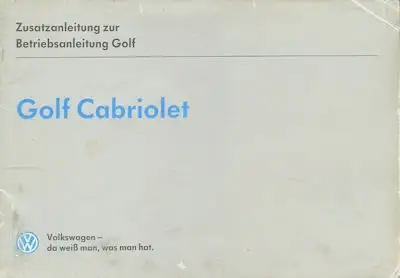 Zusatzanleitung zur
Betriebsanleitung Golf
Golf Cabriolet
Volkswagen –
da weiß man, was man hat.